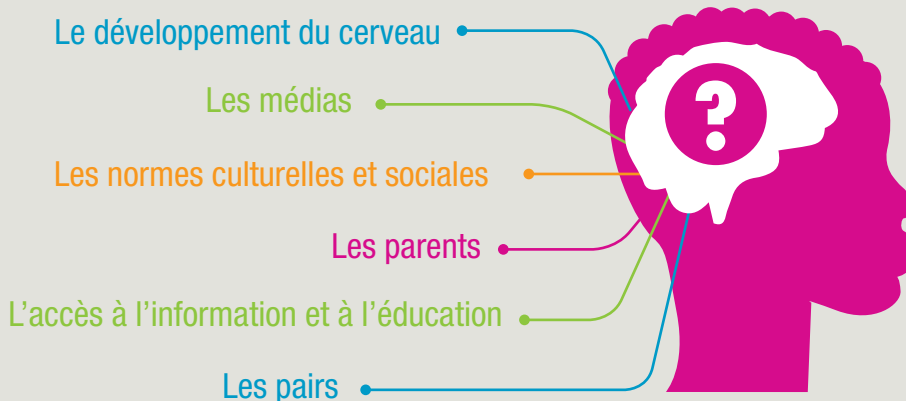 Le développement du cerveau
Les médias
Les normes culturelles et sociales
Les parents
L’accès à l’information et à l’éducation
Les pairs
?